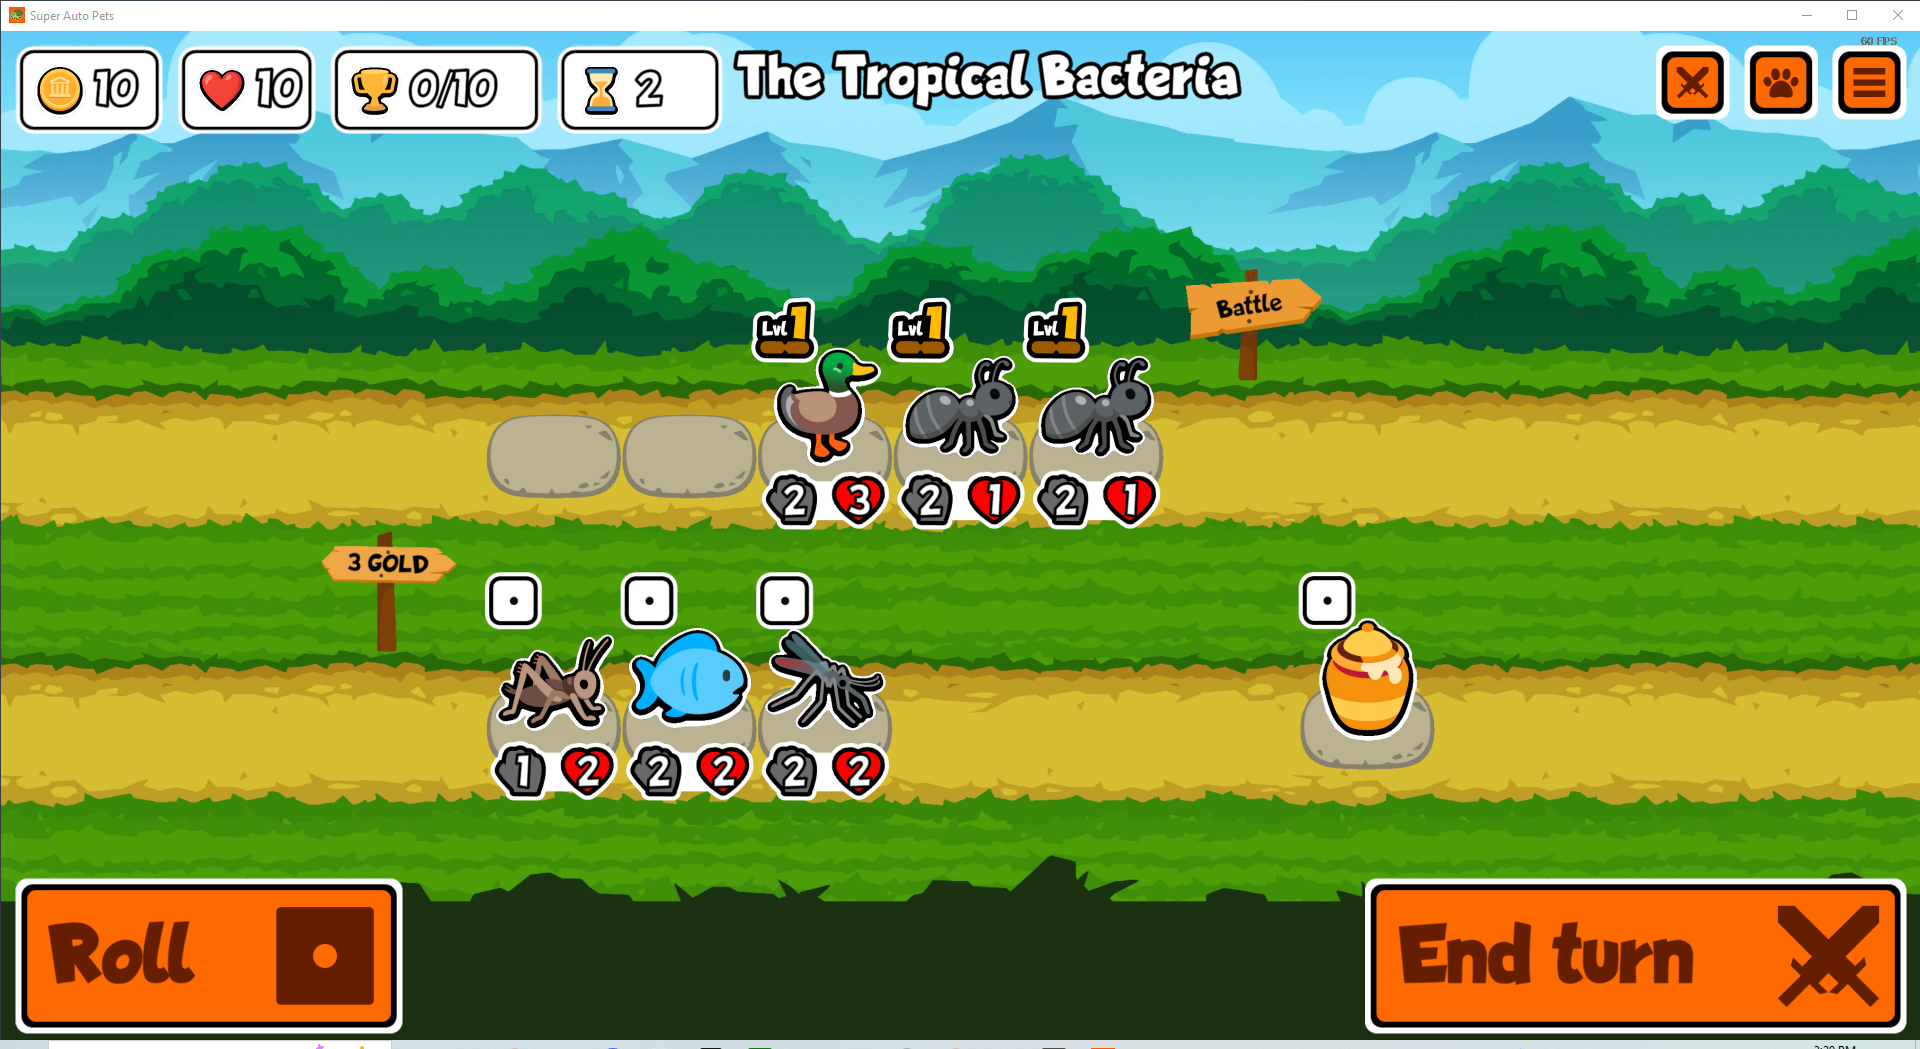 Super Auto Pets
60 FPS
10
10
0/10
2
The Tropical Bacteria
Battle
Lvl 1
Lvl 1
Lvl 1
2 3
2 1
2 1
3 GOLD
1 2
2 2
2 2
Roll
End turn